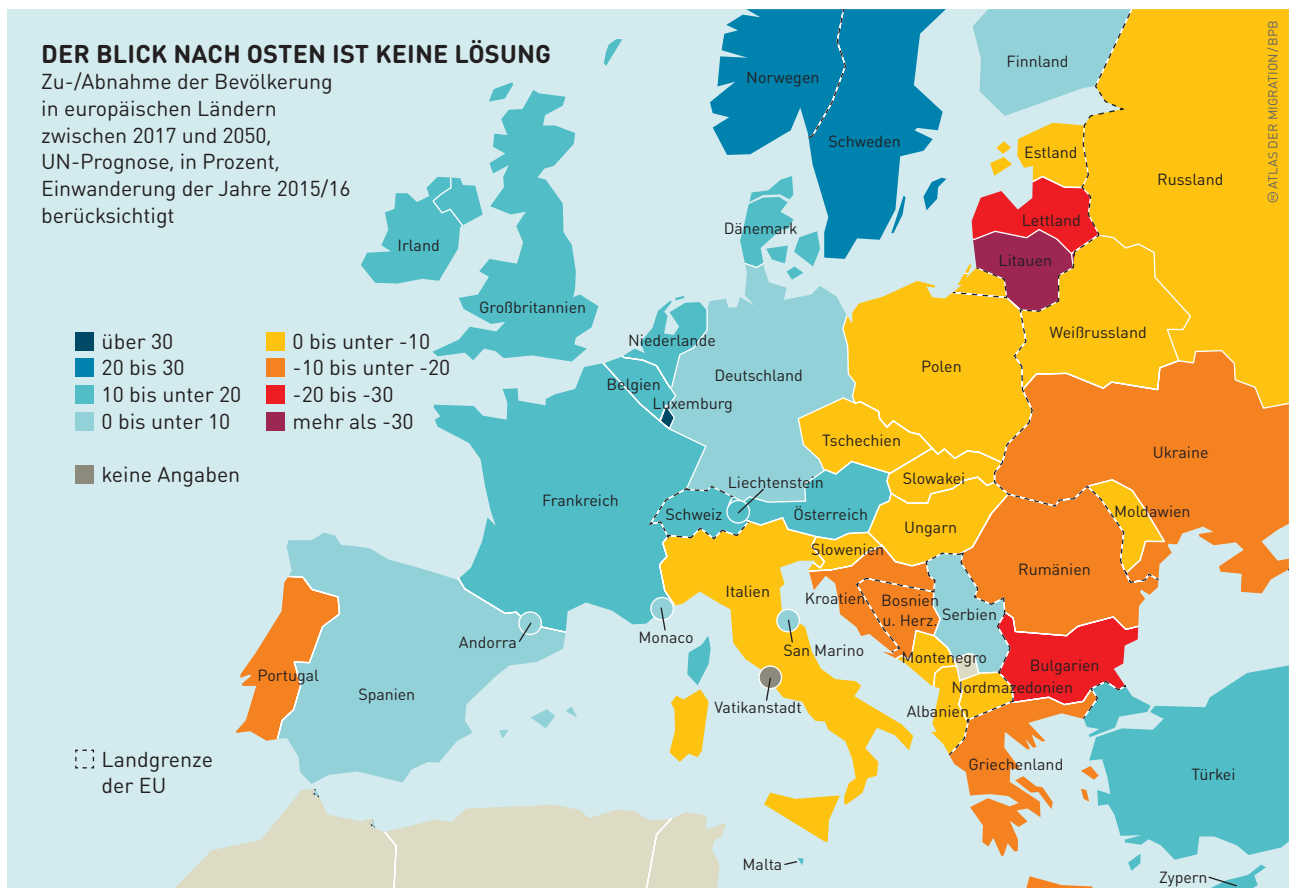 DER BLICK NACH OSTEN IST KEINE LÖSUNG
Zu-/Abnahme der Bevölkerung
in europäischen Ländern
zwischen 2017 und 2050,
UN-Prognose, in Prozent,
Einwanderung der Jahre 2015/16
berücksichtigt
über 30
20 bis 30
10 bis unter 20
0 bis unter 10
0 bis unter -10
-10 bis unter -20
-20 bis -30
mehr als -30
keine Angaben
Landgrenze
der EU
© ATLAS DER MIGRATION / BPB
Norwegen
Finnland
Schweden
Estland
Russland
Lettland
Litauen
Dänemark
Irland
Großbritannien
Weißrussland
Niederlande
Polen
Deutschland
Belgien
Luxemburg
Tschechien
Ukraine
Slowakei
Liechtenstein
Frankreich
Schweiz
Österreich
Moldawien
Ungarn
Slowenien
Rumänien
Italien
Kroatien
Bosnien
u. Herz.
Serbien
Andorra
Monaco
San Marino
Montenegro
Bulgarien
Portugal
Spanien
Nordmazedonien
Vatikanstadt
Albanien
Griechenland
Türkei
Malta
Zypern